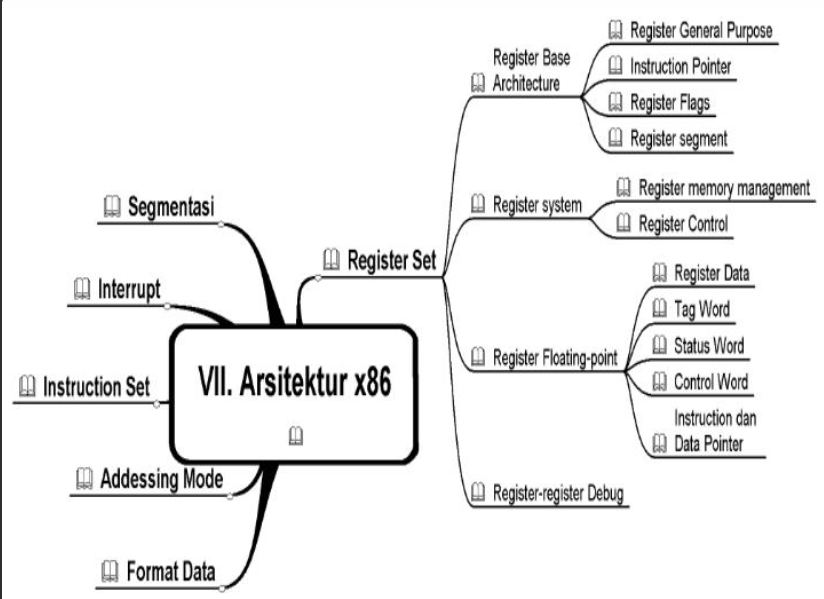 VII. Arsitektur x86
Register Set
Register Base
Architecture
Register General Purpose
Instruction Pointer
Register Flags
Register segment
Register system
Register memory management
Register Control
Register Floating-point
Register Data
Tag Word
Status Word
Control Word
Instruction dan
Data Pointer
Register-register Debug
Segmentasi
Interrupt
Instruction Set
Addessing Mode
Format Data